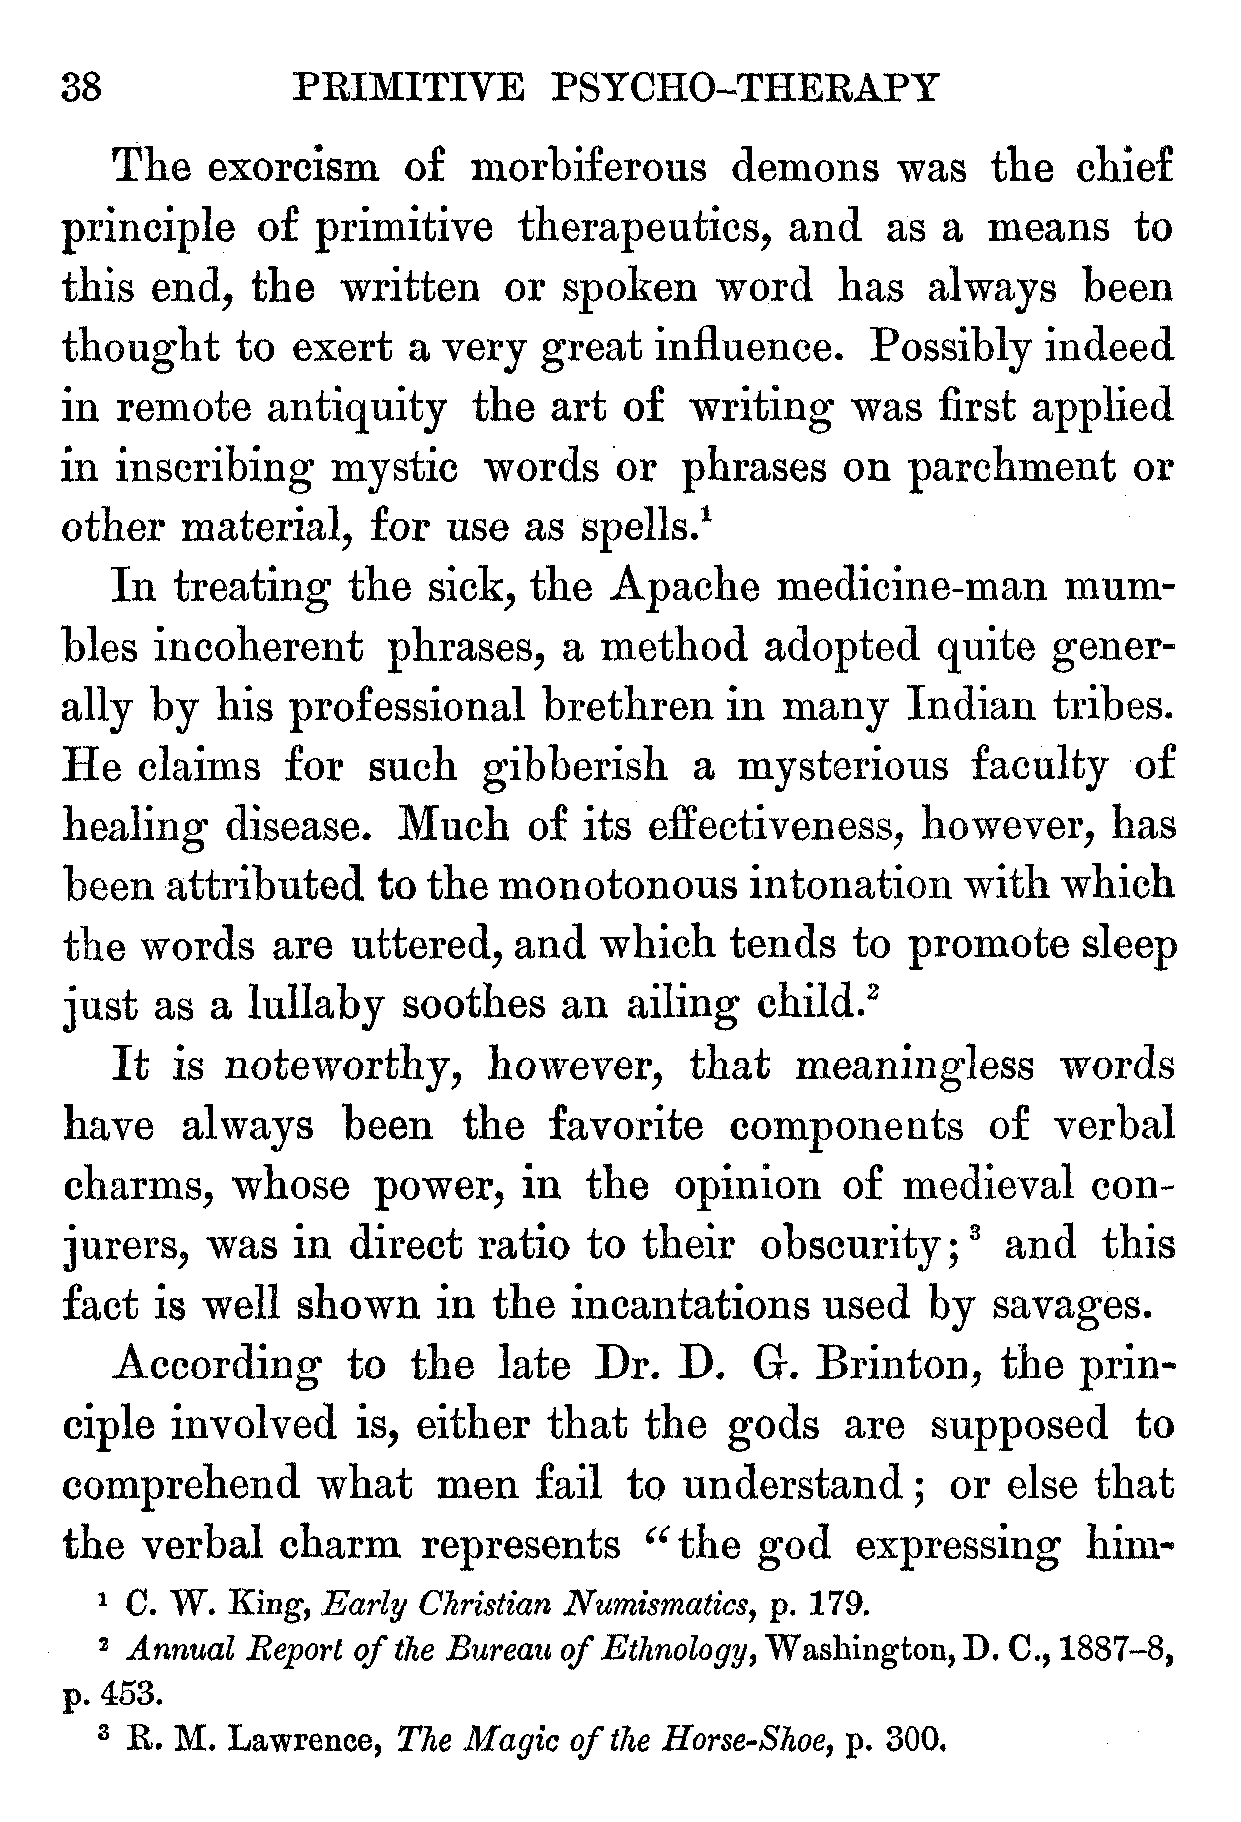 38 PRIMITIVE PSYCHO-THERAPY
The exorcism of morbiferous demons was the chief
principle of primitive therapeutics, and as a means to
this end, the written or spoken word has always been
thought to exert a very great influence. Possibly indeed
in remote antiquity the art of writing was first applied
in inscribing mystic words or phrases on parchment or
other material, for use as spells.¹
In treating the sick, the Apache medicine-man mum-
bles incoherent phrases, a method adopted quite gener-
ally by his professional brethren in many Indian tribes.
He claims for such gibberish a mysterious faculty of
healing disease. Much of its effectiveness, however, has
been attributed to the monotonous intonation with which
the words are uttered, and which tends to promote sleep
just as a lullaby soothes an ailing child.²
It is noteworthy, however, that meaningless words
have always been the favorite components of verbal
charms, whose power, in the opinion of medieval con-
jurers, was in direct ratio to their obscurity;³ and this
fact is well shown in the incantations used by savages.
According to the late Dr. D. G. Brinton, the prin-
ciple involved is, either that the gods are supposed to
comprehend what men fail to understand; or else that
the verbal charm represents "the god expressing him-
¹ C. W. King, Early Christian Numismatics, p. 179.
² Annual Report of the Bureau of Ethnology, Washington, D. C., 1887–8,
p. 453.
³ R. M. Lawrence, The Magic of the Horse-Shoe, p. 300.